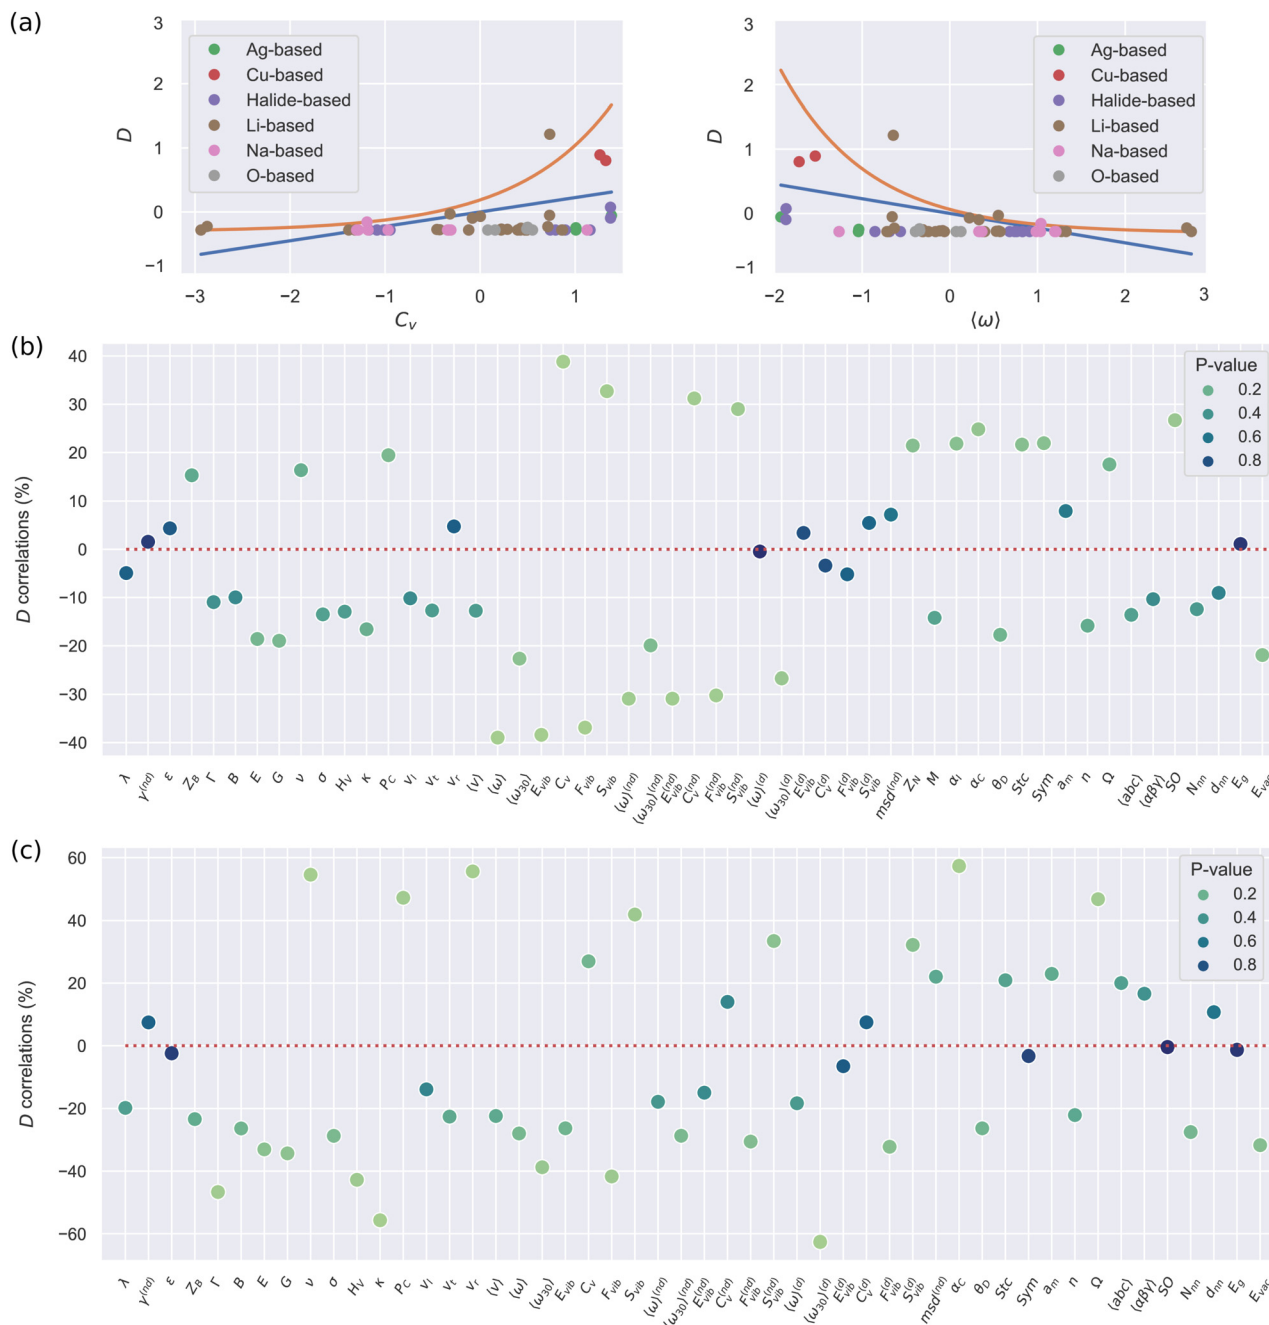 (a)
3
2
1
0
−1
D
Ag-based
Cu-based
Halide-based
Li-based
Na-based
O-based
−3 −2 −1 0 1
C_v
3
2
1
0
−1
D
Ag-based
Cu-based
Halide-based
Li-based
Na-based
O-based
−2 −1 0 1 2 3
⟨ω⟩
(b)
40
30
20
10
0
−10
−20
−30
−40
D correlations (%)
P-value
0.2
0.4
0.6
0.8
λ γ^(nd) ε Z_B Γ B E G ν σ H_V κ P_C v_l v_t v_r ⟨v⟩ ⟨ω⟩ ⟨ω_30⟩ E_vib C_v F_vib S_vib ⟨ω⟩^(nd) ⟨ω_30⟩^(nd) E_vib^(nd) C_v^(nd) F_vib^(nd) S_vib^(nd) ⟨ω⟩^(d) ⟨ω_30⟩^(d) E_vib^(d) C_v^(d) F_vib^(d) S_vib^(d) msd^(nd) Z_N M α_I α_C θ_D Stc Sym a_m n Ω ⟨abc⟩ ⟨αβγ⟩ SO N_nn d_nn E_g E_vac
(c)
60
40
20
0
−20
−40
−60
D correlations (%)
P-value
0.2
0.4
0.6
0.8
λ γ^(nd) ε Z_B Γ B E G ν σ H_V κ P_C v_l v_t v_r ⟨v⟩ ⟨ω⟩ ⟨ω_30⟩ E_vib C_v F_vib S_vib ⟨ω⟩^(nd) ⟨ω_30⟩^(nd) E_vib^(nd) C_v^(nd) F_vib^(nd) S_vib^(nd) ⟨ω⟩^(d) ⟨ω_30⟩^(d) E_vib^(d) C_v^(d) F_vib^(d) S_vib^(d) msd^(nd) α_C θ_D Stc Sym a_m n Ω ⟨abc⟩ ⟨αβγ⟩ SO N_nn d_nn E_g E_vac